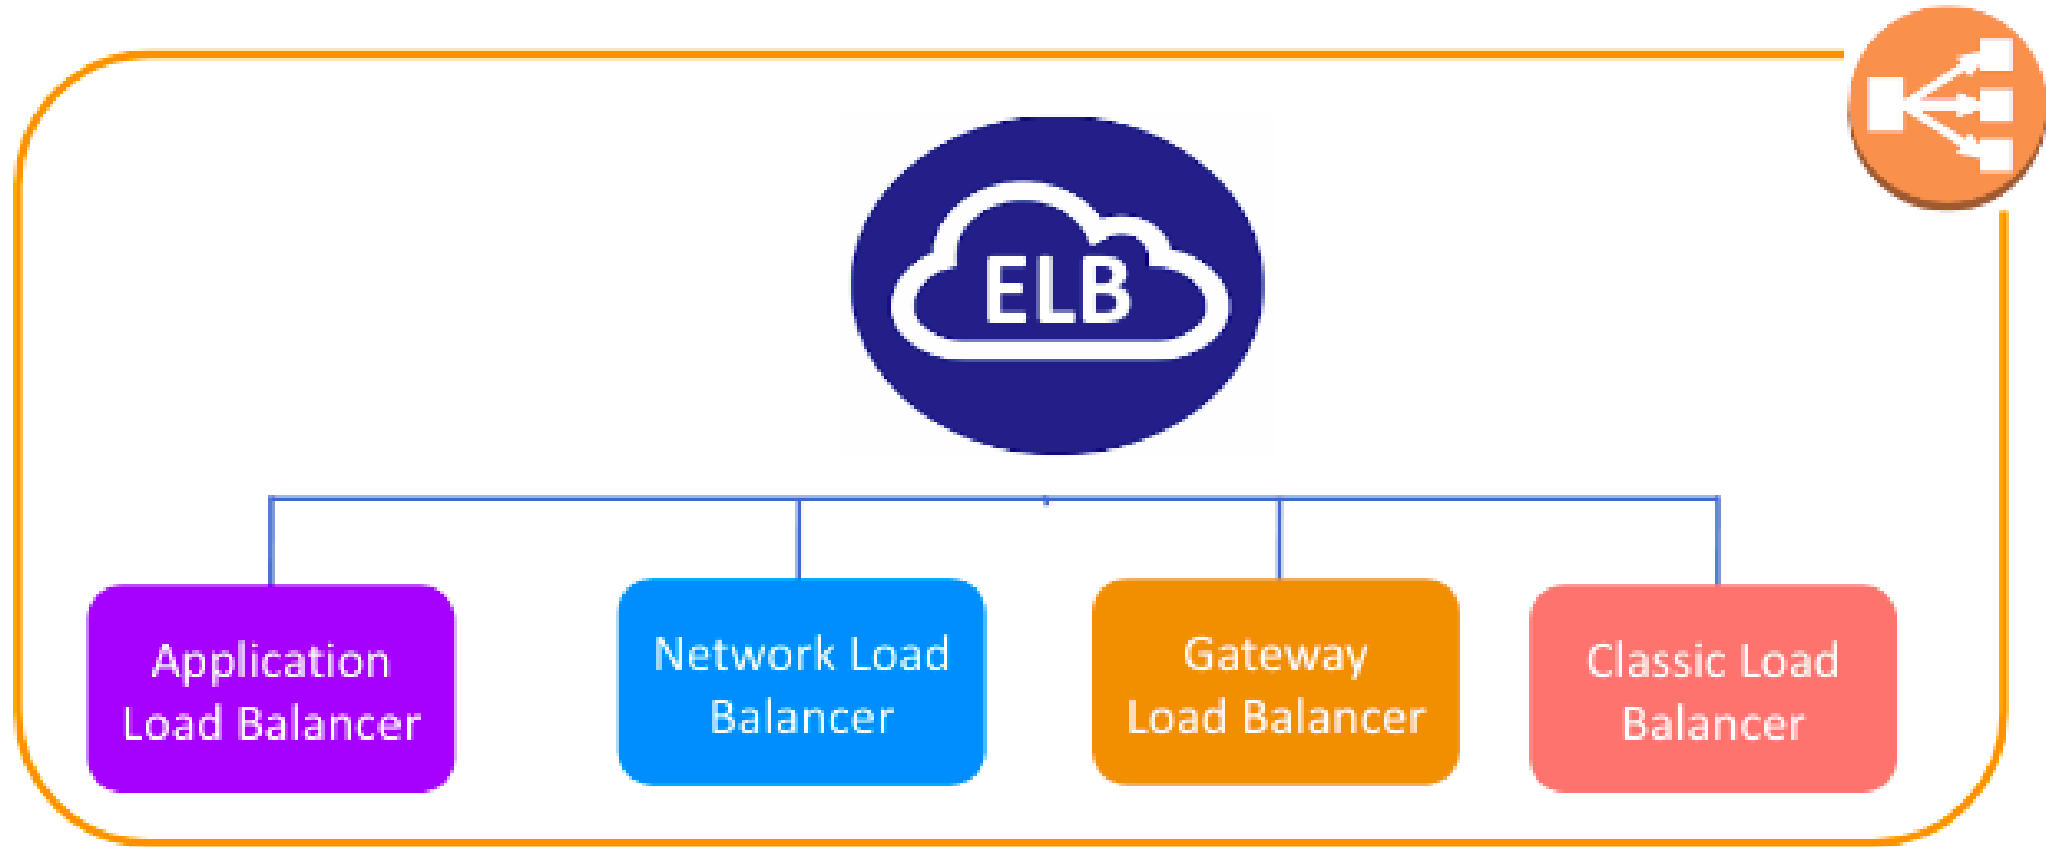 ELB
Application
Load Balancer
Network Load
Balancer
Gateway
Load Balancer
Classic Load
Balancer